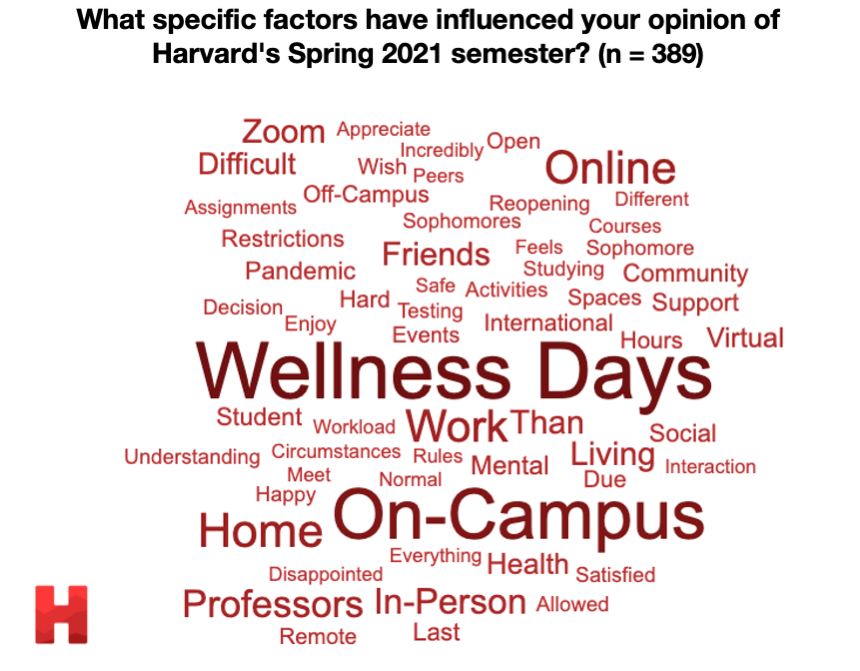 What specific factors have influenced your opinion of
Harvard's Spring 2021 semester? (n = 389)
Zoom Appreciate
Incredibly Open
Difficult Wish Peers Online
Off-Campus
Assignments Reopening Different
Sophomores Courses
Restrictions Friends Feels Sophomore
Pandemic Studying Community
Safe Activities Spaces Support
Decision Hard Testing
Enjoy Events International Hours Virtual
Wellness Days
Student Workload Work Than Social
Understanding Circumstances Rules Mental Living Interaction
Meet Normal Due
Happy
Home On-Campus
Everything Health
Disappointed Satisfied
Professors In-Person Allowed
Remote Last
H